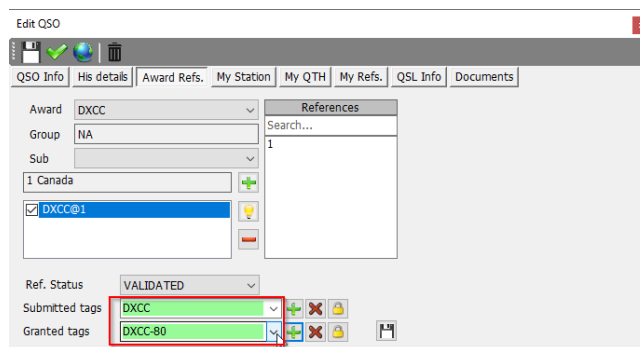 Edit QSO
QSO Info His details Award Refs. My Station My QTH My Refs. QSL Info Documents
Award DXCC
References
Group NA
Search...
1
Sub
1 Canada
DXCC@1
Ref. Status VALIDATED
Submitted tags DXCC
Granted tags DXCC-80